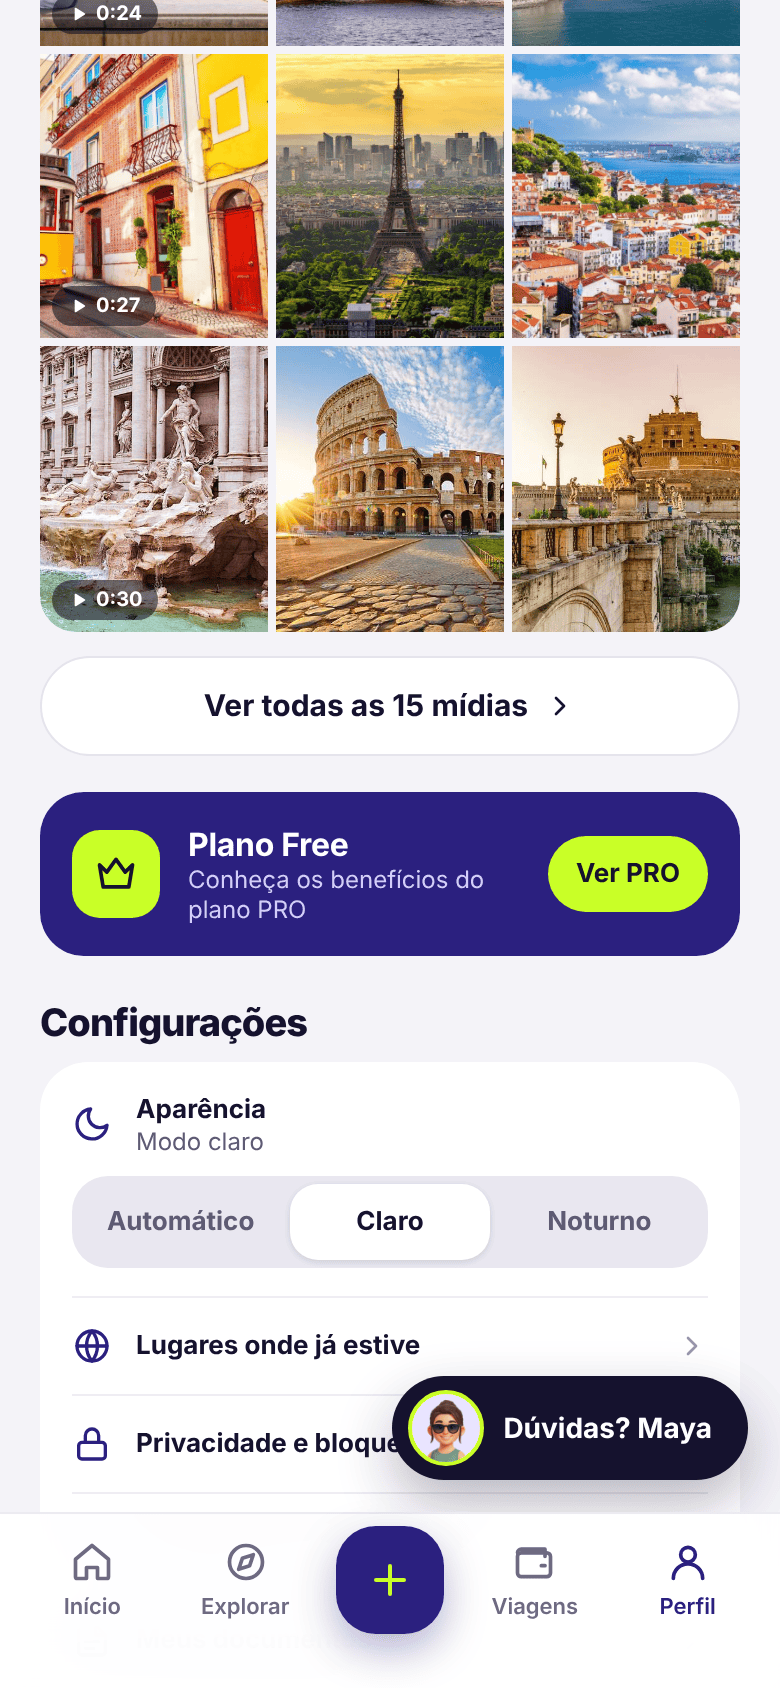 0:24
0:27
0:30
Ver todas as 15 mídias
Plano Free
Conheça os benefícios do
plano PRO
Ver PRO
Configurações
Aparência
Modo claro
Automático
Claro
Noturno
Lugares onde já estive
Privacidade e bloque
Dúvidas? Maya
Início
Explorar
Viagens
Perfil